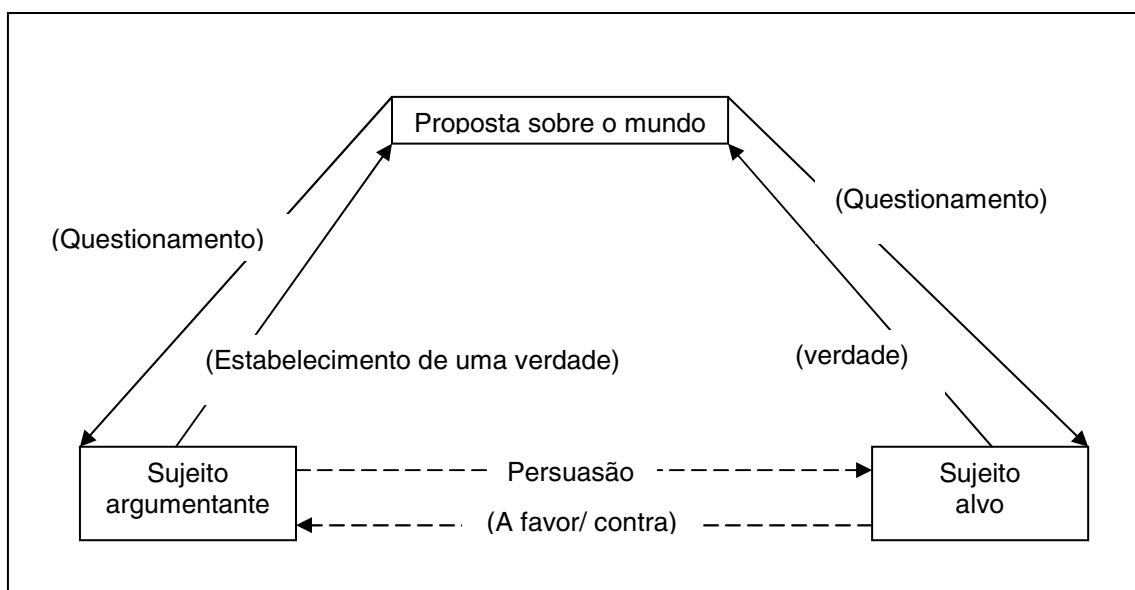 Proposta sobre o mundo
(Questionamento)
(Questionamento)
(Estabelecimento de uma verdade)
(verdade)
Sujeito
argumentante
Persuasão
(A favor/ contra)
Sujeito
alvo